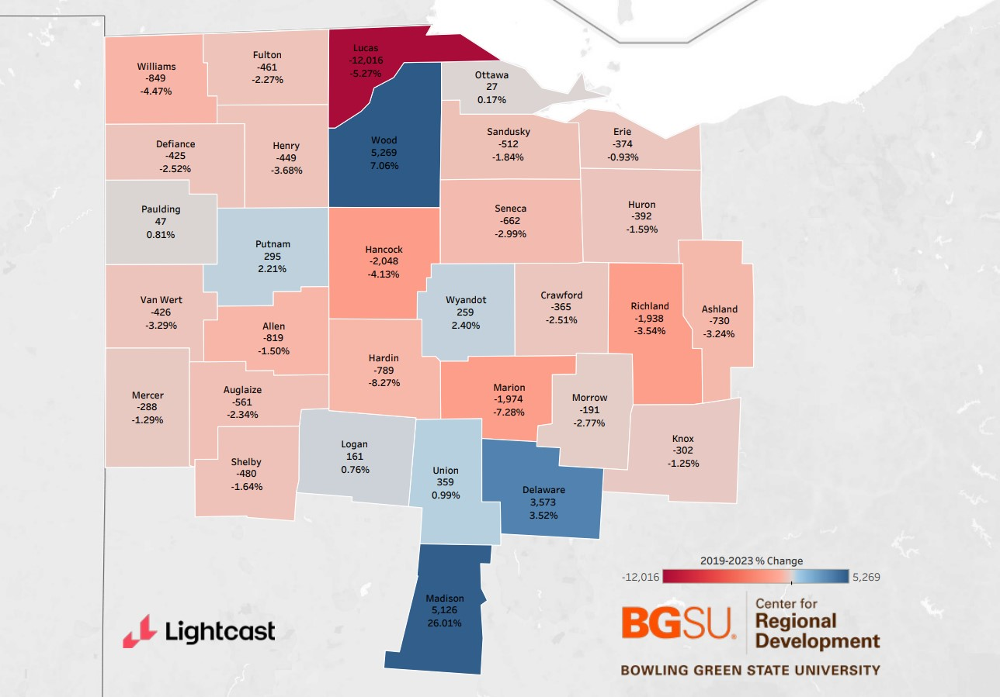 Williams
-849
-4.47%
Fulton
-461
-2.27%
Lucas
-12,016
-5.27%
Ottawa
27
0.17%
Defiance
-425
-2.52%
Henry
-449
-3.68%
Wood
5,269
7.06%
Sandusky
-512
-1.84%
Erie
-374
-0.93%
Paulding
47
0.81%
Putnam
295
2.21%
Hancock
-2,048
-4.13%
Seneca
-662
-2.99%
Huron
-392
-1.59%
Van Wert
-426
-3.29%
Allen
-819
-1.50%
Wyandot
259
2.40%
Crawford
-365
-2.51%
Richland
-1,938
-3.54%
Ashland
-730
-3.24%
Mercer
-288
-1.29%
Auglaize
-561
-2.34%
Hardin
-789
-8.27%
Marion
-1,974
-7.28%
Morrow
-191
-2.77%
Knox
-302
-1.25%
Shelby
-480
-1.64%
Logan
161
0.76%
Union
359
0.99%
Delaware
3,573
3.52%
Madison
5,126
26.01%
2019-2023 % Change
-12,016 5,269
Lightcast
BGSU®
Center for
Regional
Development
BOWLING GREEN STATE UNIVERSITY